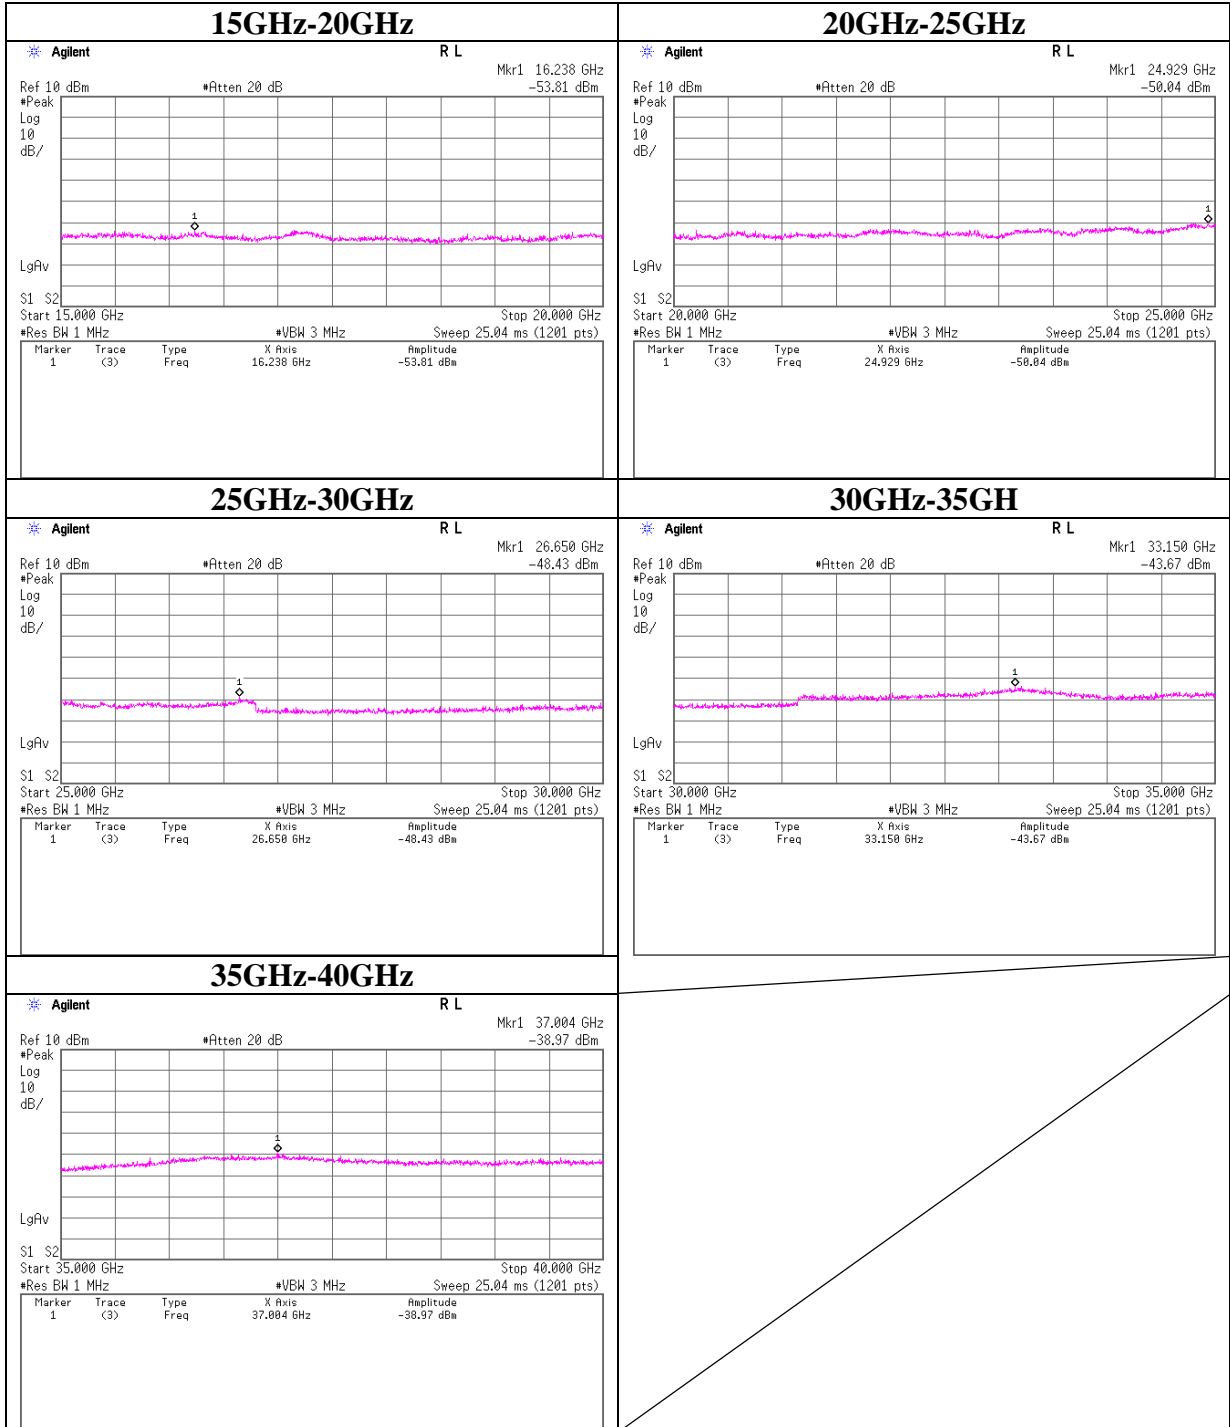 15GHz-20GHz
Agilent R L
Mkr1 16.238 GHz
Ref 10 dBm #Atten 20 dB -53.81 dBm
#Peak
Log
10
dB/
1
LgAv
S1 S2
Start 15.000 GHz Stop 20.000 GHz
#Res BW 1 MHz #VBW 3 MHz Sweep 25.04 ms (1201 pts)
Marker Trace Type X Axis Amplitude
1 (3) Freq 16.238 GHz -53.81 dBm
20GHz-25GHz
Agilent R L
Mkr1 24.929 GHz
Ref 10 dBm #Atten 20 dB -50.04 dBm
#Peak
Log
10
dB/
1
LgAv
S1 S2
Start 20.000 GHz Stop 25.000 GHz
#Res BW 1 MHz #VBW 3 MHz Sweep 25.04 ms (1201 pts)
Marker Trace Type X Axis Amplitude
1 (3) Freq 24.929 GHz -50.04 dBm
25GHz-30GHz
Agilent R L
Mkr1 26.650 GHz
Ref 10 dBm #Atten 20 dB -48.43 dBm
#Peak
Log
10
dB/
1
LgAv
S1 S2
Start 25.000 GHz Stop 30.000 GHz
#Res BW 1 MHz #VBW 3 MHz Sweep 25.04 ms (1201 pts)
Marker Trace Type X Axis Amplitude
1 (3) Freq 26.650 GHz -48.43 dBm
30GHz-35GH
Agilent R L
Mkr1 33.150 GHz
Ref 10 dBm #Atten 20 dB -43.67 dBm
#Peak
Log
10
dB/
1
LgAv
S1 S2
Start 30.000 GHz Stop 35.000 GHz
#Res BW 1 MHz #VBW 3 MHz Sweep 25.04 ms (1201 pts)
Marker Trace Type X Axis Amplitude
1 (3) Freq 33.150 GHz -43.67 dBm
35GHz-40GHz
Agilent R L
Mkr1 37.004 GHz
Ref 10 dBm #Atten 20 dB -38.97 dBm
#Peak
Log
10
dB/
1
LgAv
S1 S2
Start 35.000 GHz Stop 40.000 GHz
#Res BW 1 MHz #VBW 3 MHz Sweep 25.04 ms (1201 pts)
Marker Trace Type X Axis Amplitude
1 (3) Freq 37.004 GHz -38.97 dBm